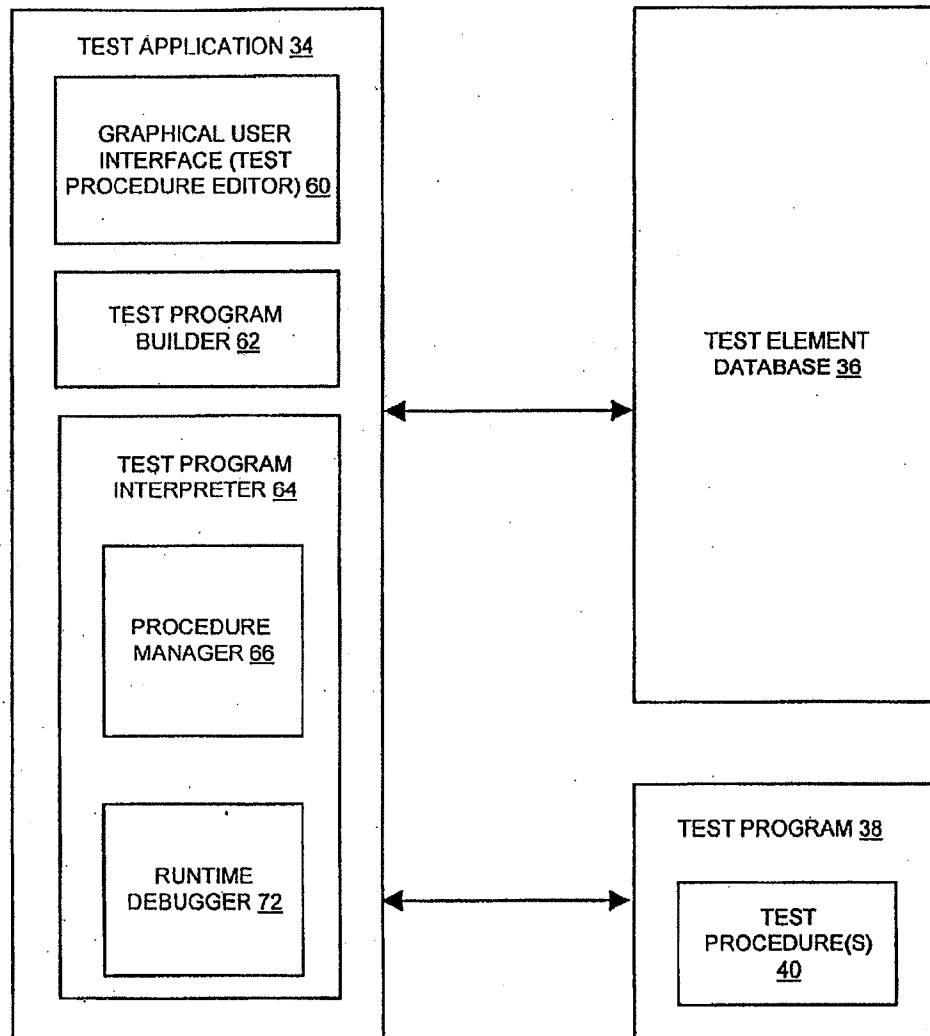 TEST APPLICATION 34
GRAPHICAL USER
INTERFACE (TEST
PROCEDURE EDITOR) 60
TEST PROGRAM
BUILDER 62
TEST PROGRAM
INTERPRETER 64
PROCEDURE
MANAGER 66
RUNTIME
DEBUGGER 72
TEST ELEMENT
DATABASE 36
TEST PROGRAM 38
TEST
PROCEDURE(S)
40